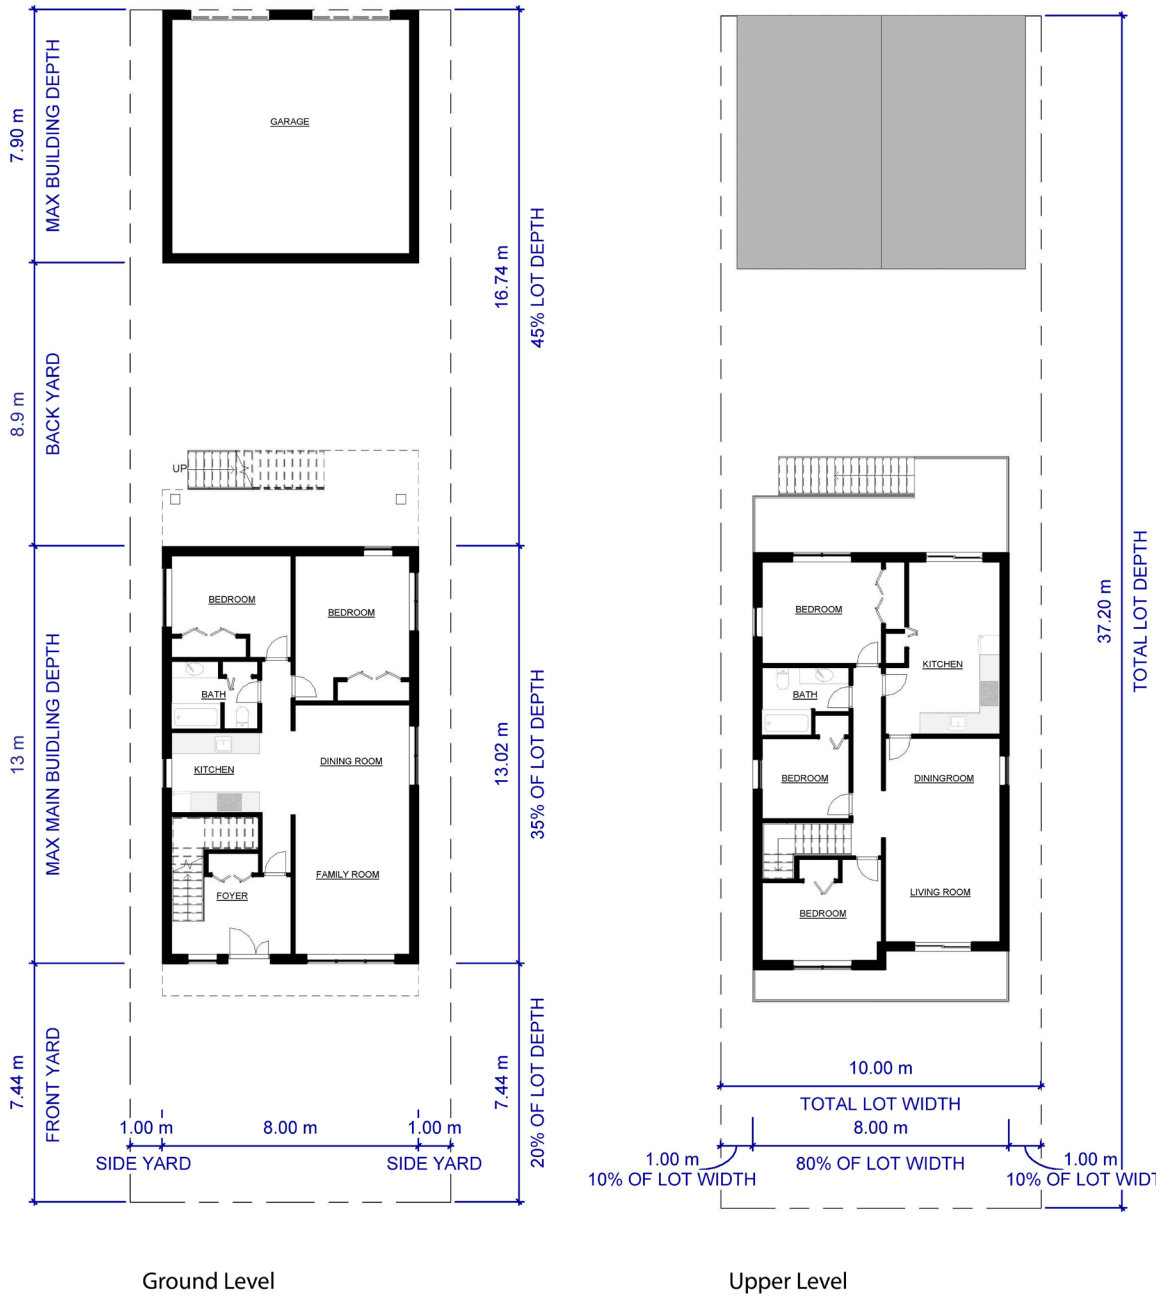 7.90 m
MAX BUILDING DEPTH
8.9 m
BACK YARD
13 m
MAX MAIN BUIDLING DEPTH
7.44 m
FRONT YARD
GARAGE
UP
BEDROOM
BEDROOM
BATH
KITCHEN
DINING ROOM
FAMILY ROOM
FOYER
16.74 m
45% LOT DEPTH
13.02 m
35% OF LOT DEPTH
7.44 m
20% OF LOT DEPTH
1.00 m
8.00 m
1.00 m
SIDE YARD
SIDE YARD
Ground Level
BEDROOM
KITCHEN
BATH
BEDROOM
DININGROOM
LIVING ROOM
BEDROOM
37.20 m
TOTAL LOT DEPTH
10.00 m
TOTAL LOT WIDTH
8.00 m
80% OF LOT WIDTH
1.00 m
10% OF LOT WIDTH
1.00 m
10% OF LOT WIDT
Upper Level